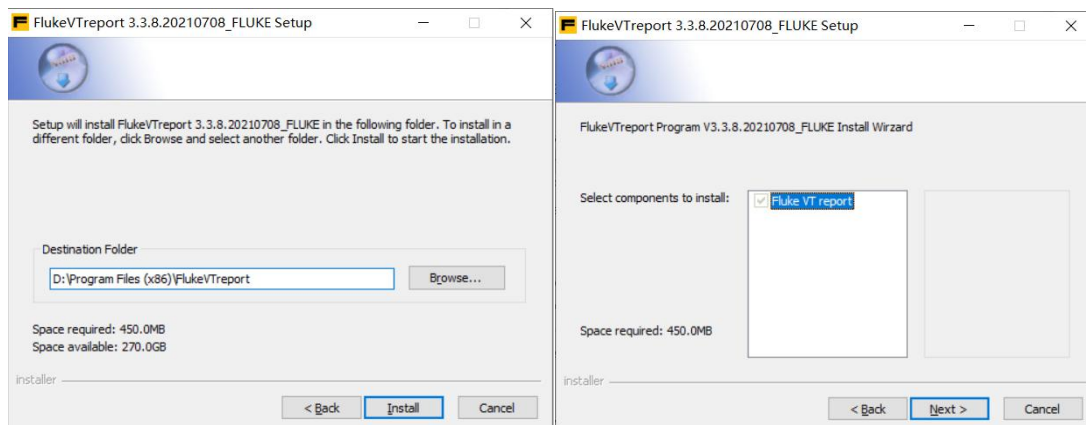 FlukeVTreport 3.3.8.20210708_FLUKE Setup
Setup will install FlukeVTreport 3.3.8.20210708_FLUKE in the following folder. To install in a
different folder, click Browse and select another folder. Click Install to start the installation.
Destination Folder
D:\Program Files (x86)\FlukeVTreport
Browse...
Space required: 450.0MB
Space available: 270.0GB
installer
< Back
Install
Cancel
FlukeVTreport 3.3.8.20210708_FLUKE Setup
FlukeVTreport Program V3.3.8.20210708_FLUKE Install Wirzard
Select components to install:
Fluke VT report
Space required: 450.0MB
installer
< Back
Next >
Cancel